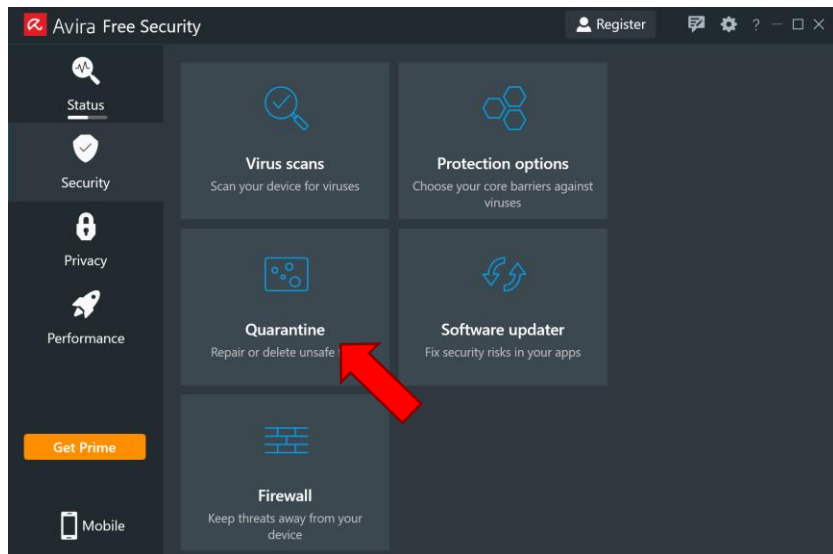 Avira Free Security
Register
?
Status
Security
Privacy
Performance
Get Prime
Mobile
Virus scans
Scan your device for viruses
Protection options
Choose your core barriers against
viruses
Quarantine
Repair or delete unsafe
Software updater
Fix security risks in your apps
Firewall
Keep threats away from your
device